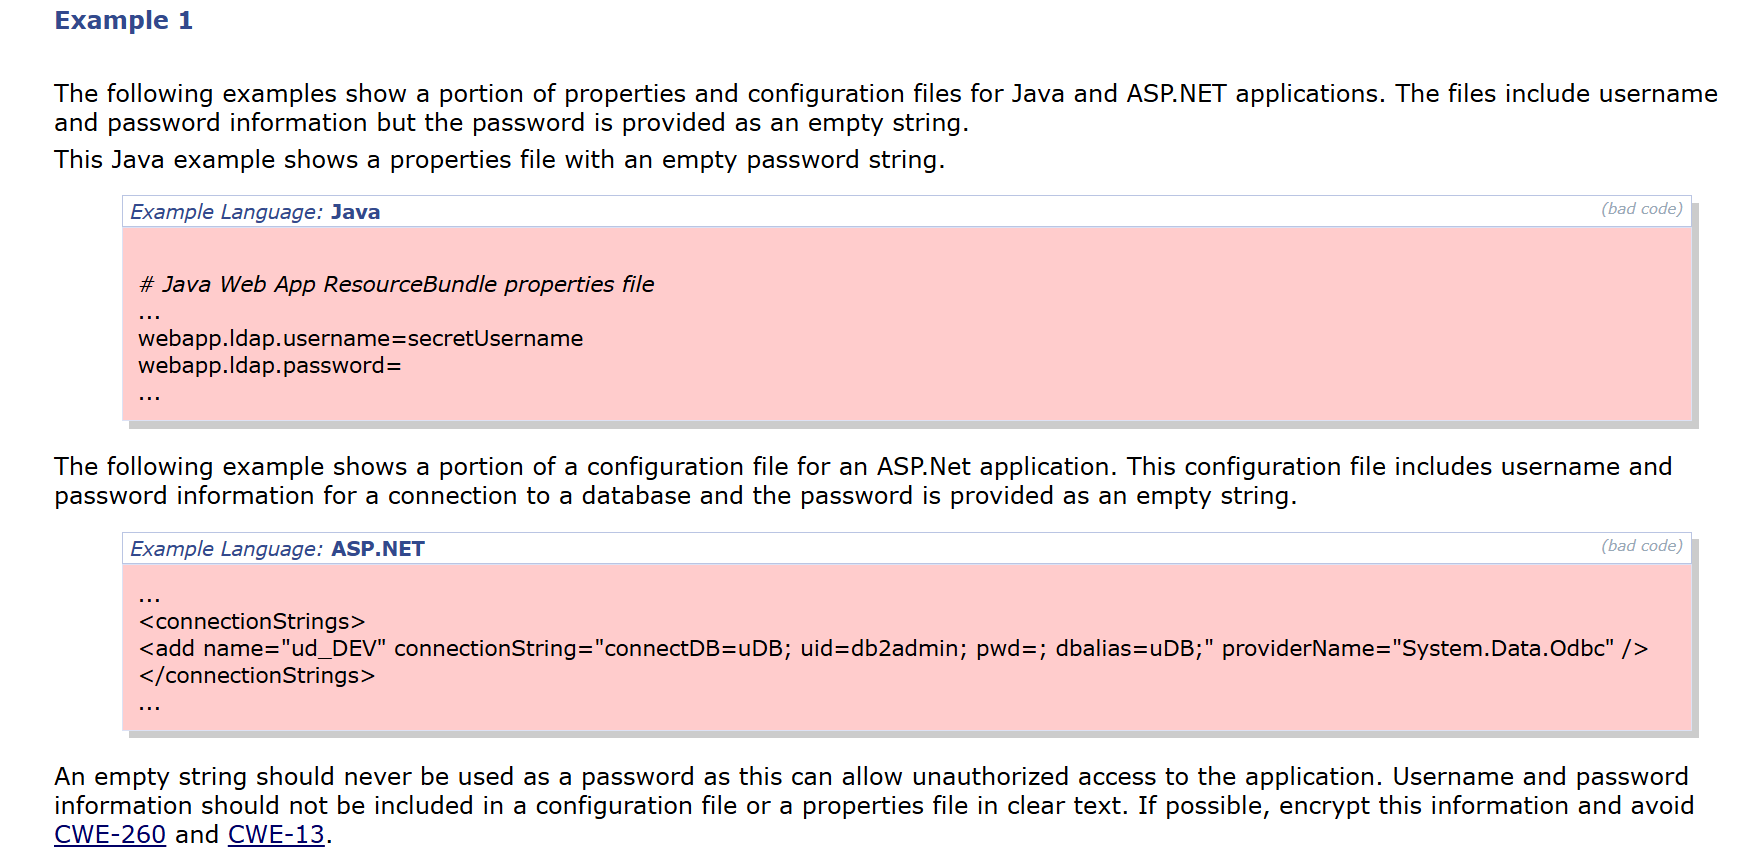 Example 1
The following examples show a portion of properties and configuration files for Java and ASP.NET applications. The files include username
and password information but the password is provided as an empty string.
This Java example shows a properties file with an empty password string.
Example Language: Java (bad code)
# Java Web App ResourceBundle properties file
...
webapp.ldap.username=secretUsername
webapp.ldap.password=
...
The following example shows a portion of a configuration file for an ASP.Net application. This configuration file includes username and
password information for a connection to a database and the password is provided as an empty string.
Example Language: ASP.NET (bad code)
...
<connectionStrings>
<add name="ud_DEV" connectionString="connectDB=uDB; uid=db2admin; pwd=; dbalias=uDB;" providerName="System.Data.Odbc" />
</connectionStrings>
...
An empty string should never be used as a password as this can allow unauthorized access to the application. Username and password
information should not be included in a configuration file or a properties file in clear text. If possible, encrypt this information and avoid
CWE-260 and CWE-13.